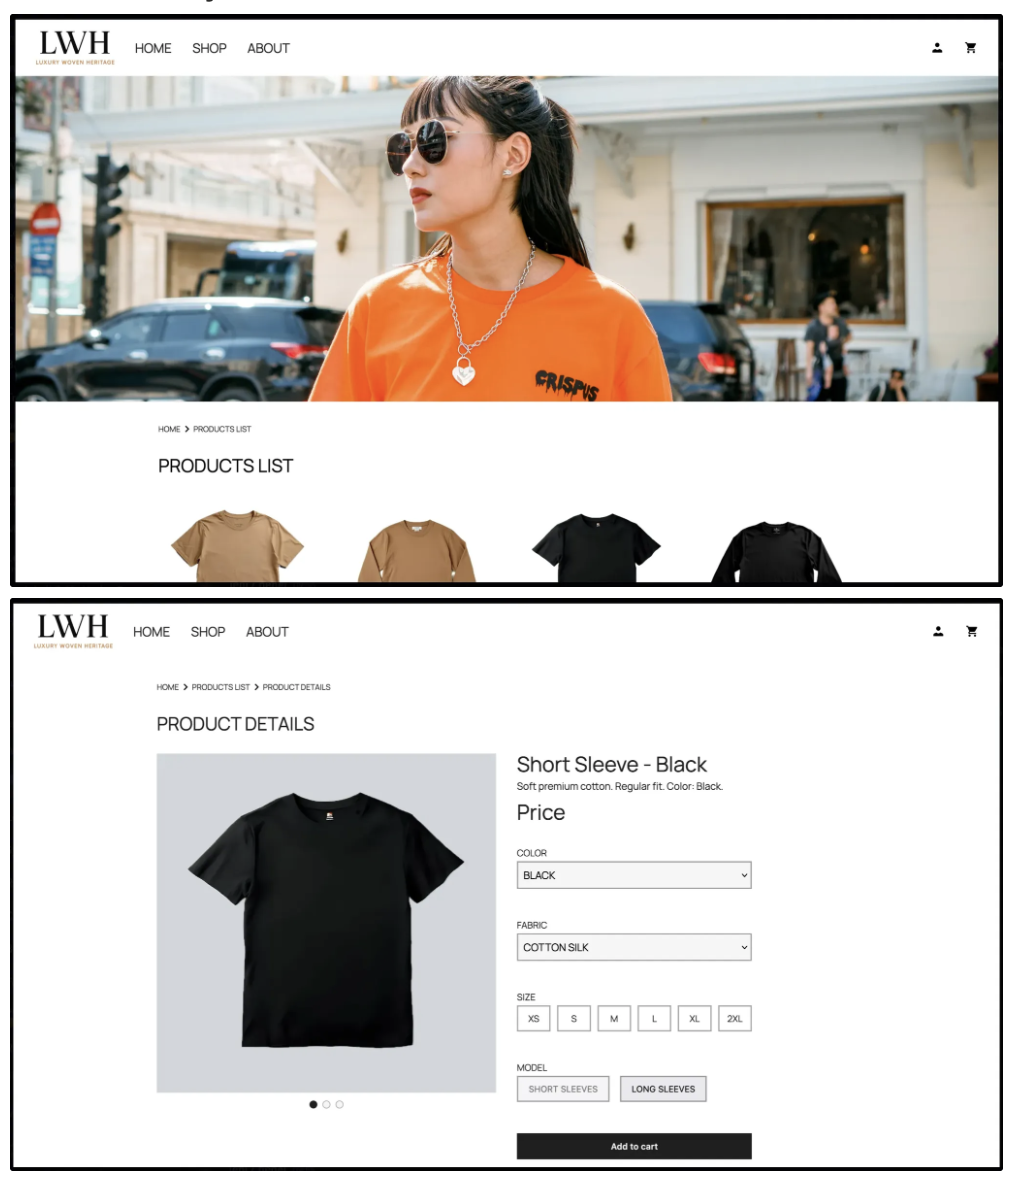 LWH
LUXURY WOVEN HERITAGE
HOME SHOP ABOUT
CRISPUS
HOME > PRODUCTS LIST
PRODUCTS LIST
LWH
LUXURY WOVEN HERITAGE
HOME SHOP ABOUT
HOME > PRODUCTS LIST > PRODUCT DETAILS
PRODUCT DETAILS
Short Sleeve - Black
Soft premium cotton. Regular fit. Color: Black.
Price
COLOR
BLACK
FABRIC
COTTON SILK
SIZE
XS S M L XL 2XL
MODEL
SHORT SLEEVES LONG SLEEVES
Add to cart